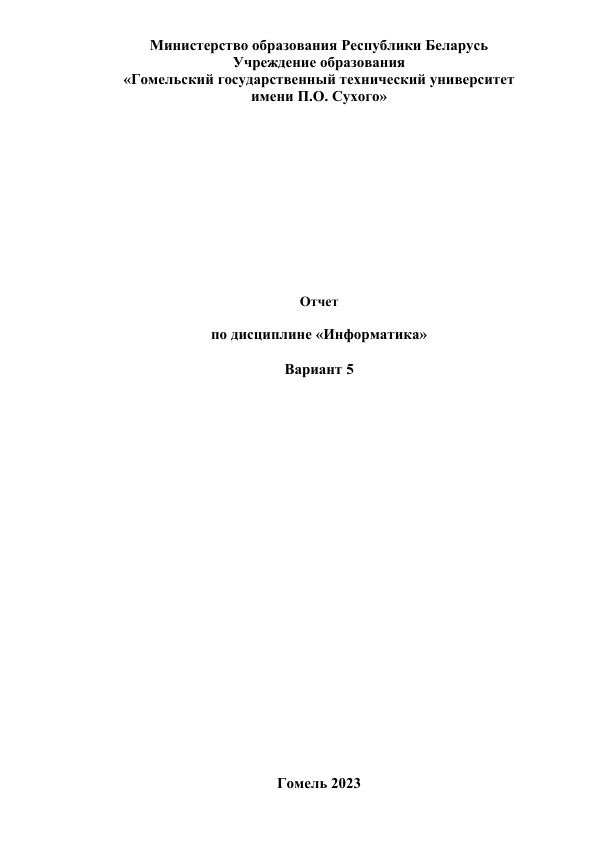 Министерство образования Республики Беларусь
Учреждение образования
«Гомельский государственный технический университет
имени П.О. Сухого»
Отчет
по дисциплине «Информатика»
Вариант 5
Гомель 2023